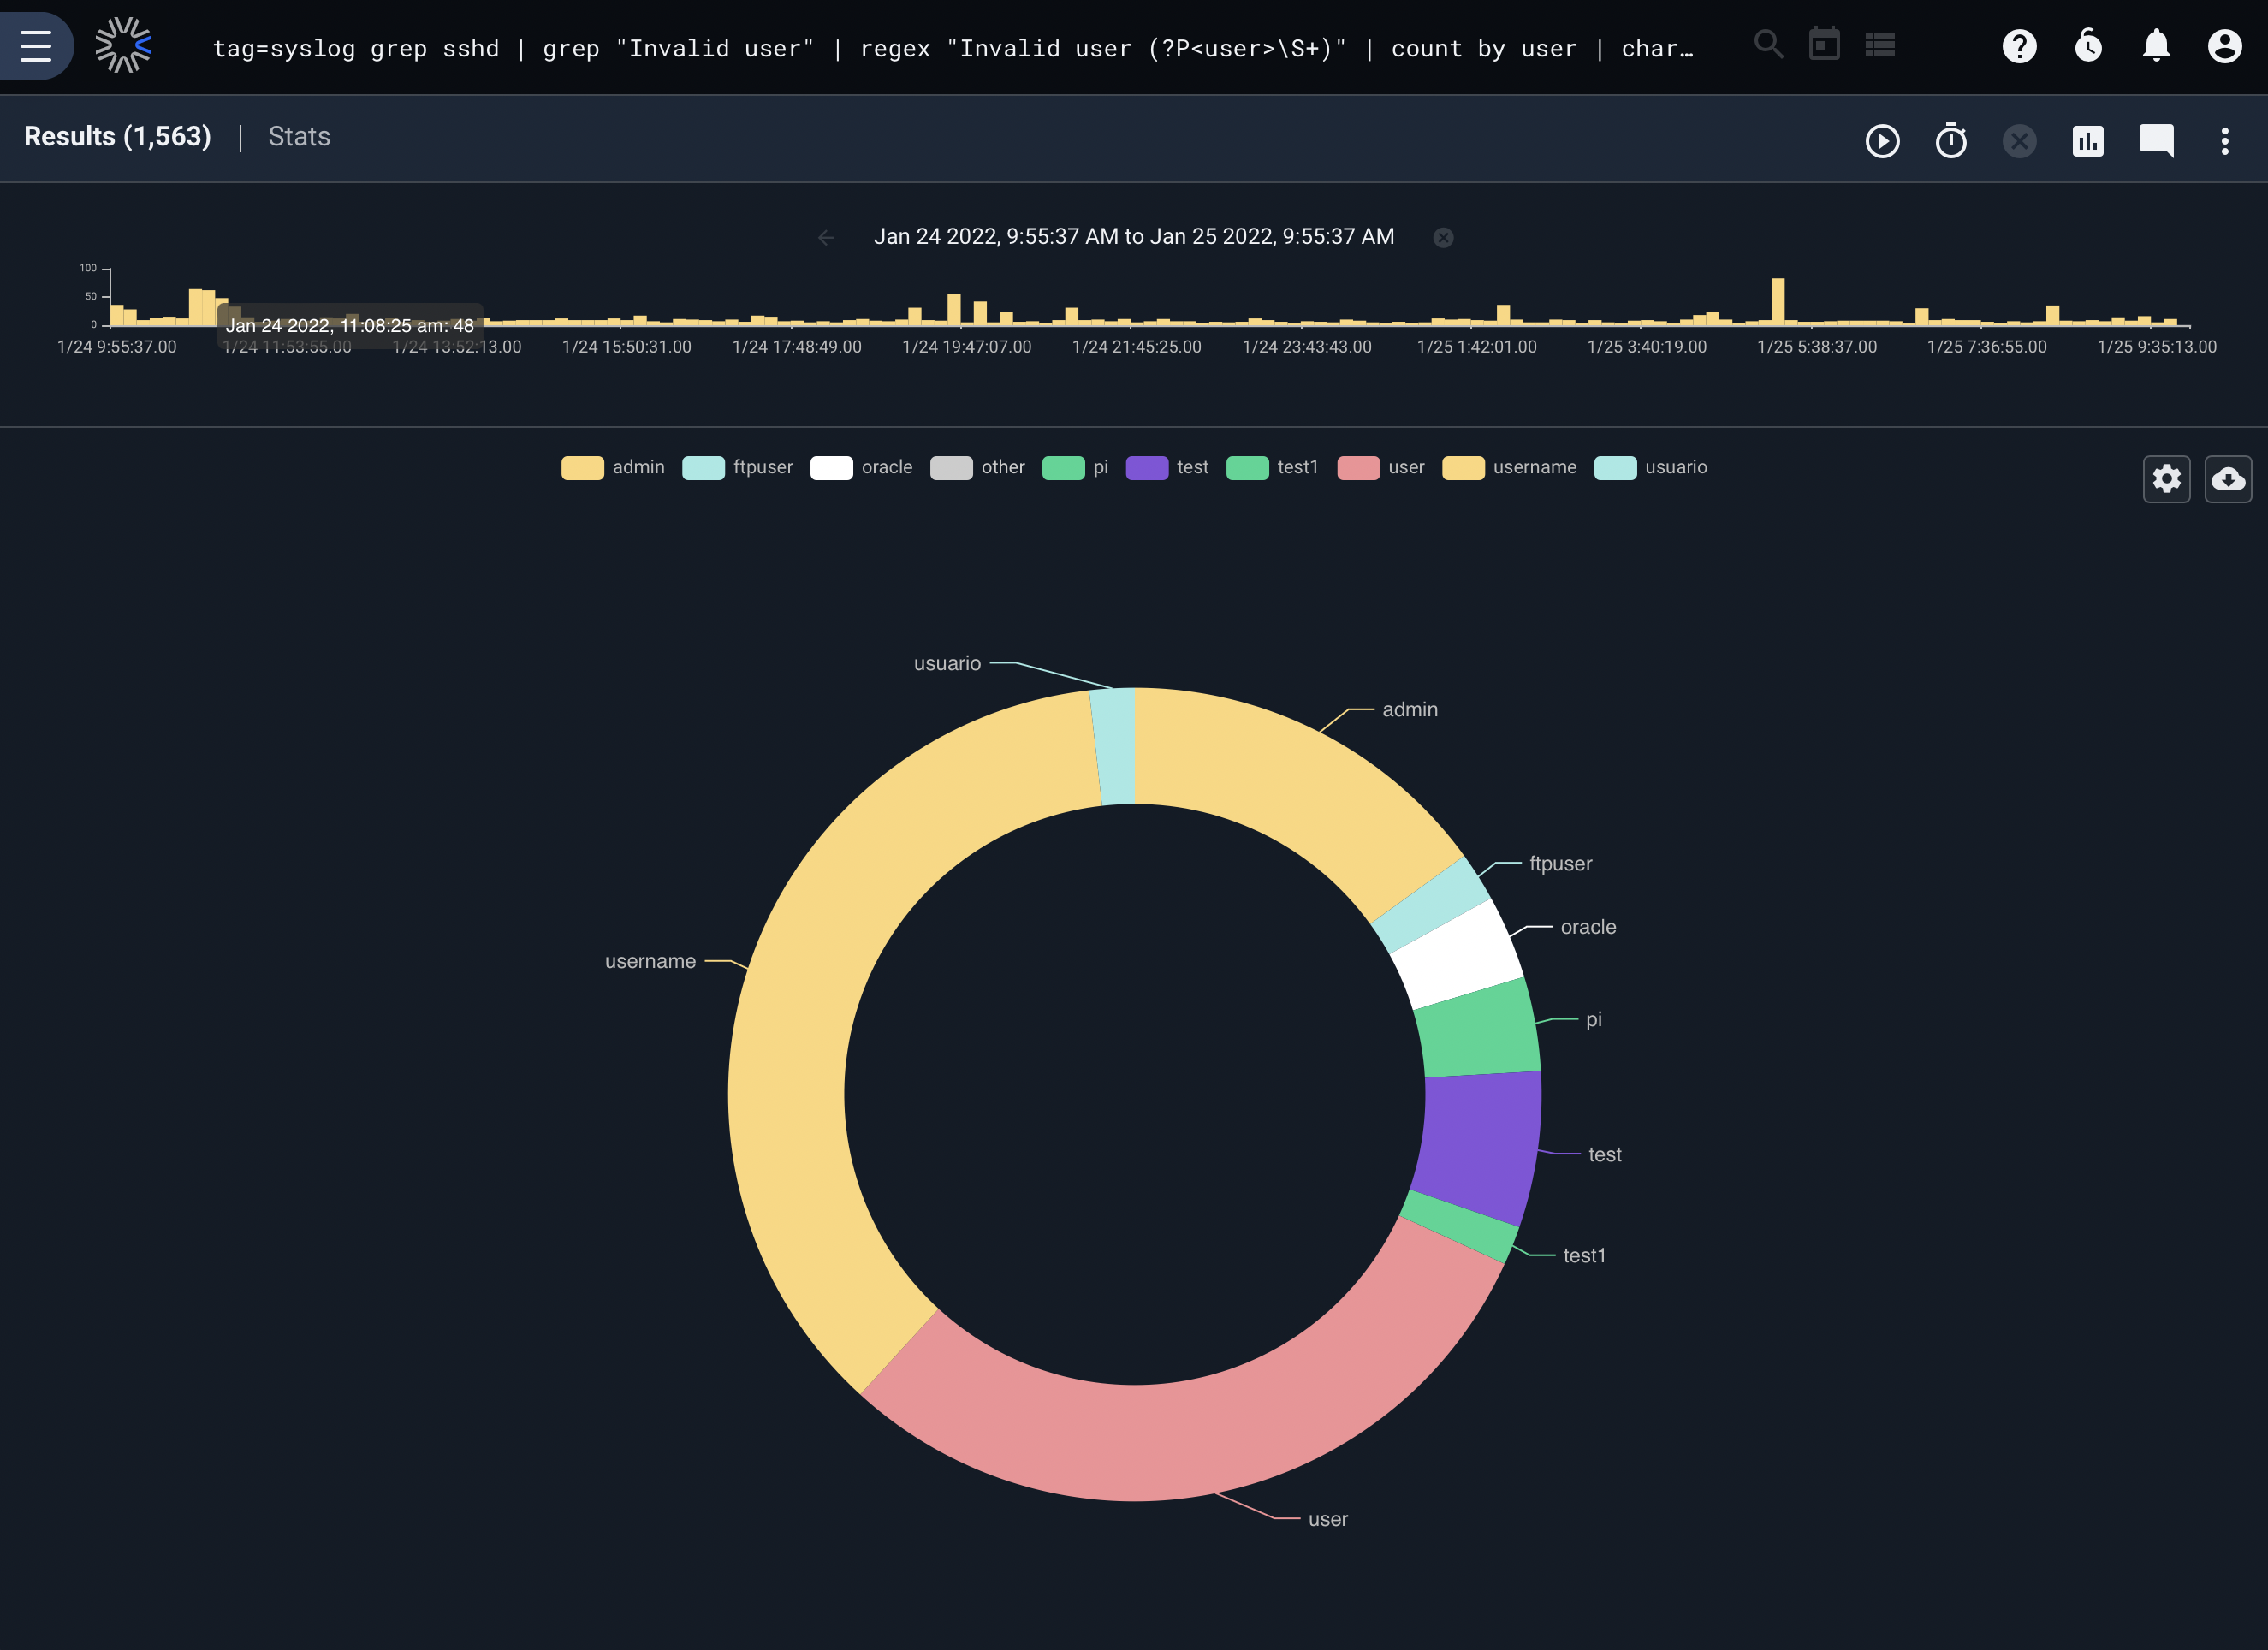 tag=syslog grep sshd | grep "Invalid user" | regex "Invalid user (?P<user>\S+)" | count by user | char…
Results (1,563) | Stats
Jan 24 2022, 9:55:37 AM to Jan 25 2022, 9:55:37 AM
100
50
0
Jan 24 2022, 11:08:25 am: 48
1/24 9:55:37.00 1/24 11:53:55.00 1/24 13:52:13.00 1/24 15:50:31.00 1/24 17:48:49.00 1/24 19:47:07.00 1/24 21:45:25.00 1/24 23:43:43.00 1/25 1:42:01.00 1/25 3:40:19.00 1/25 5:38:37.00 1/25 7:36:55.00 1/25 9:35:13.00
admin ftpuser oracle other pi test test1 user username usuario
usuario
admin
ftpuser
oracle
username
pi
test
test1
user